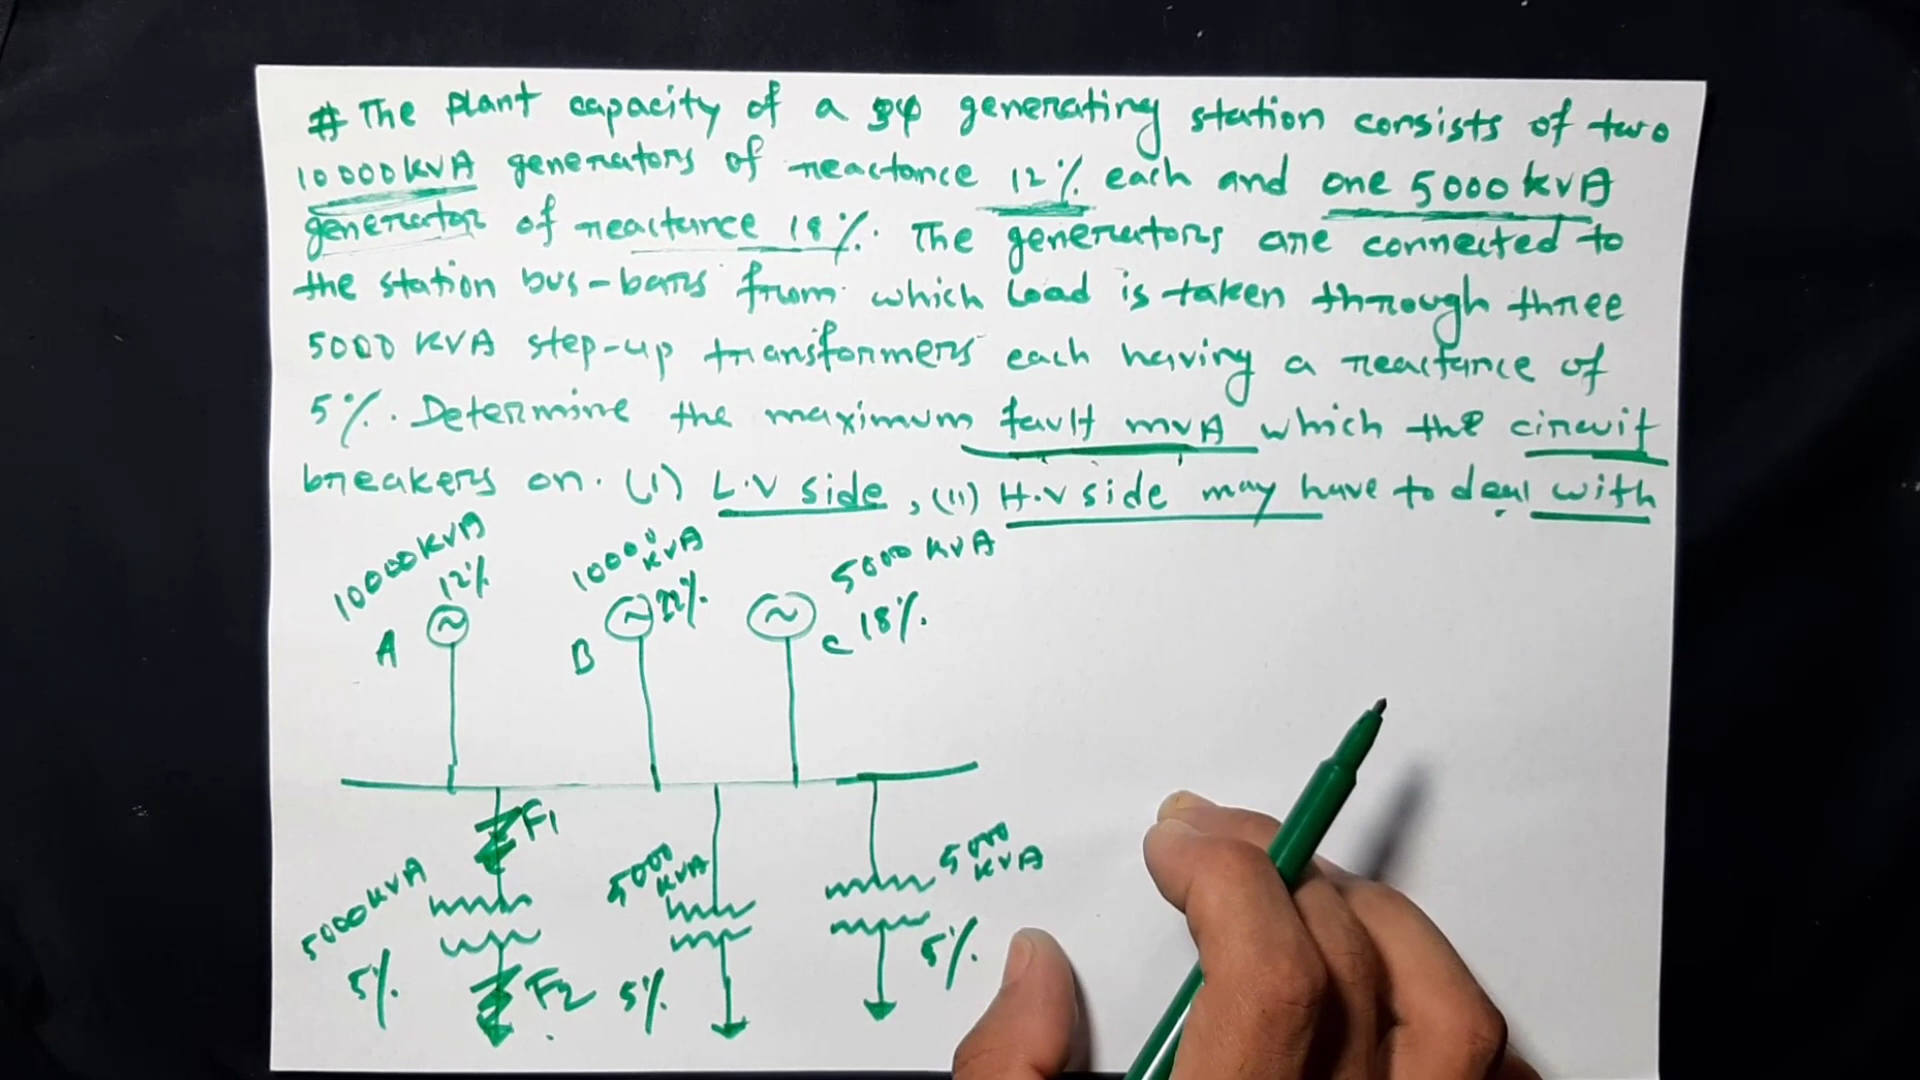 # The plant capacity of a 3φ generating station consists of two
10000 KVA generators of reactance 12% each and one 5000 kVA
generator of reactance 18%. The generators are connected to
the station bus-bars from which load is taken through three
5000 KVA step-up transformers each having a reactance of
5%. Determine the maximum fault MVA which the circuit
breakers on. (i) L.V side, (ii) H.V side may have to deal with
10000 KVA
12%
A
10000 KVA
B
5000 KVA
18%
C
F1
5000 KVA
5%
F2
5000 KVA
5%
5000 KVA
5%